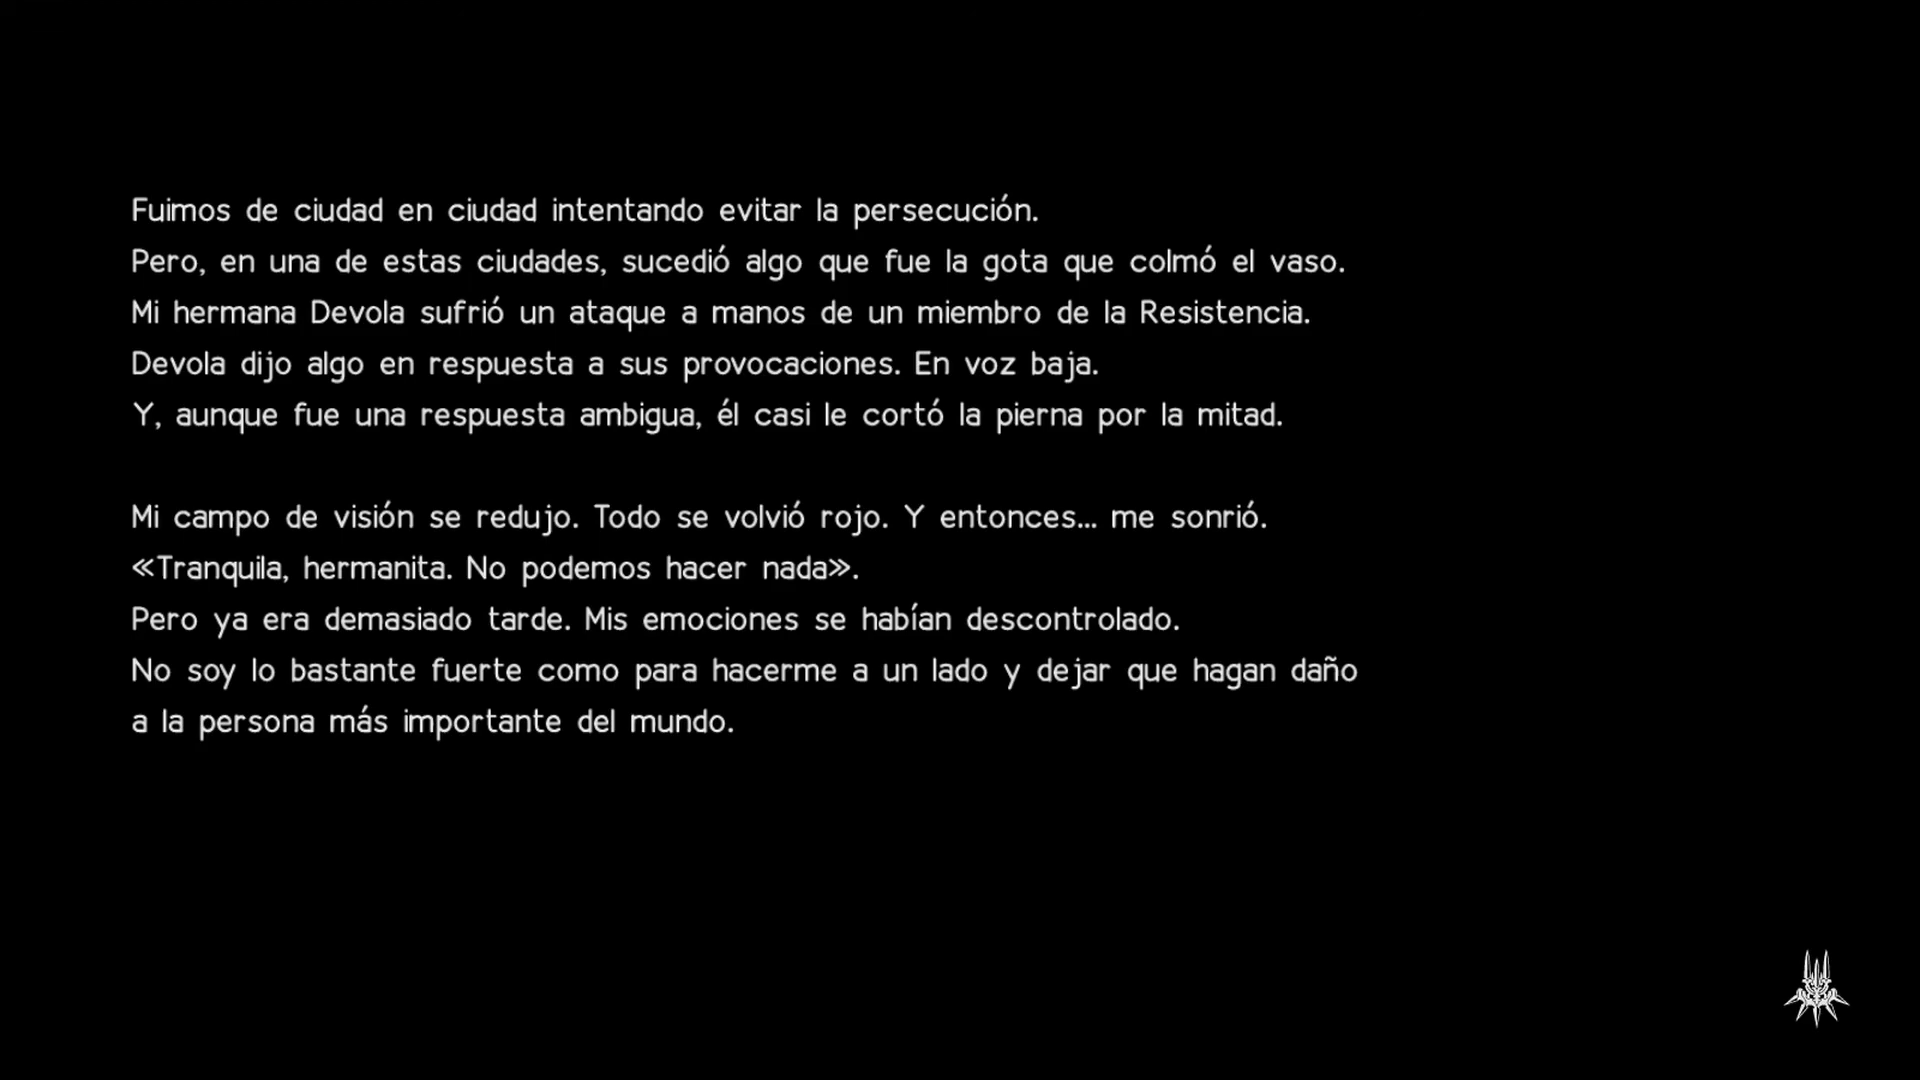 Fuimos de ciudad en ciudad intentando evitar la persecución.
Pero, en una de estas ciudades, sucedió algo que fue la gota que colmó el vaso.
Mi hermana Devola sufrió un ataque a manos de un miembro de la Resistencia.
Devola dijo algo en respuesta a sus provocaciones. En voz baja.
Y, aunque fue una respuesta ambigua, él casi le cortó la pierna por la mitad.
Mi campo de visión se redujo. Todo se volvió rojo. Y entonces... me sonrió.
«Tranquila, hermanita. No podemos hacer nada».
Pero ya era demasiado tarde. Mis emociones se habían descontrolado.
No soy lo bastante fuerte como para hacerme a un lado y dejar que hagan daño
a la persona más importante del mundo.